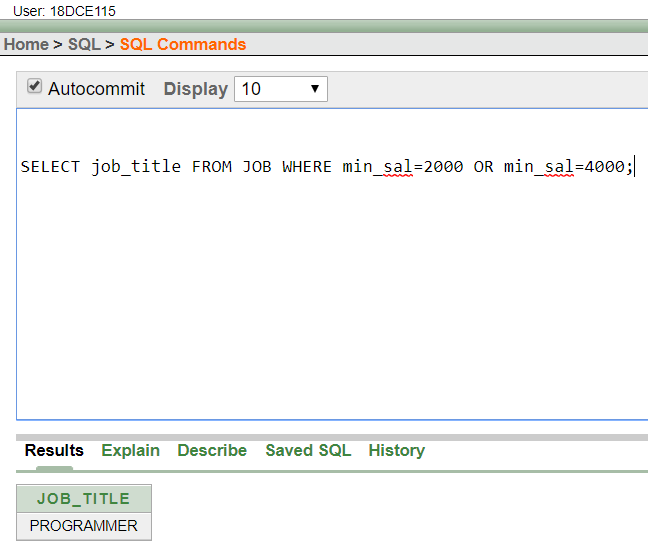 User: 18DCE115
Home > SQL > SQL Commands
Autocommit Display 10
SELECT job_title FROM JOB WHERE min_sal=2000 OR min_sal=4000;
Results Explain Describe Saved SQL History
JOB_TITLE
PROGRAMMER